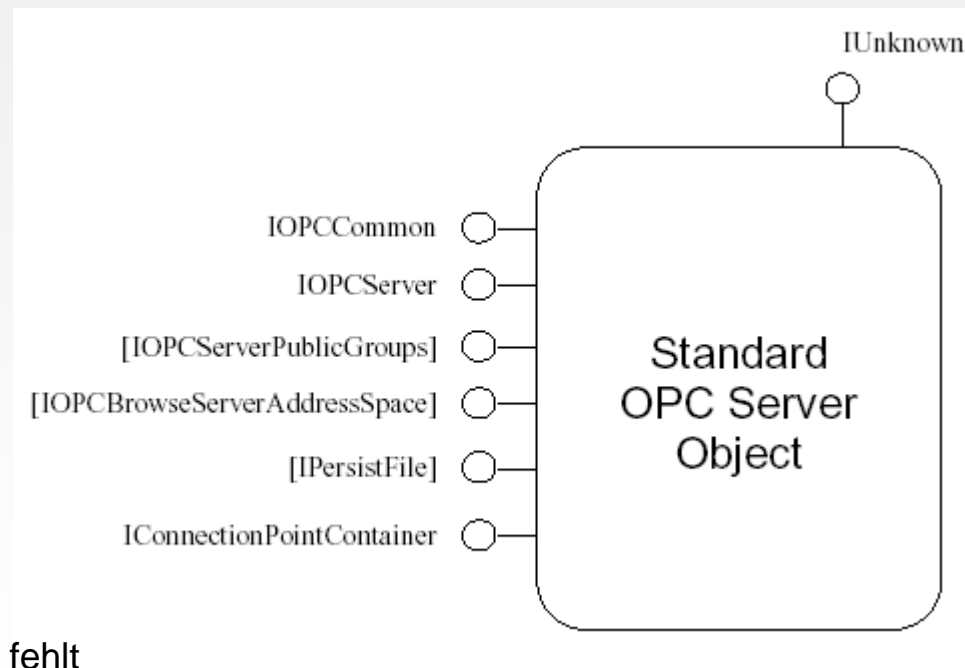 IUnknown
IOPCCommon
IOPCServer
[IOPCServerPublicGroups]
[IOPCBrowseServerAddressSpace]
[IPersistFile]
IConnectionPointContainer
Standard
OPC Server
Object
fehlt